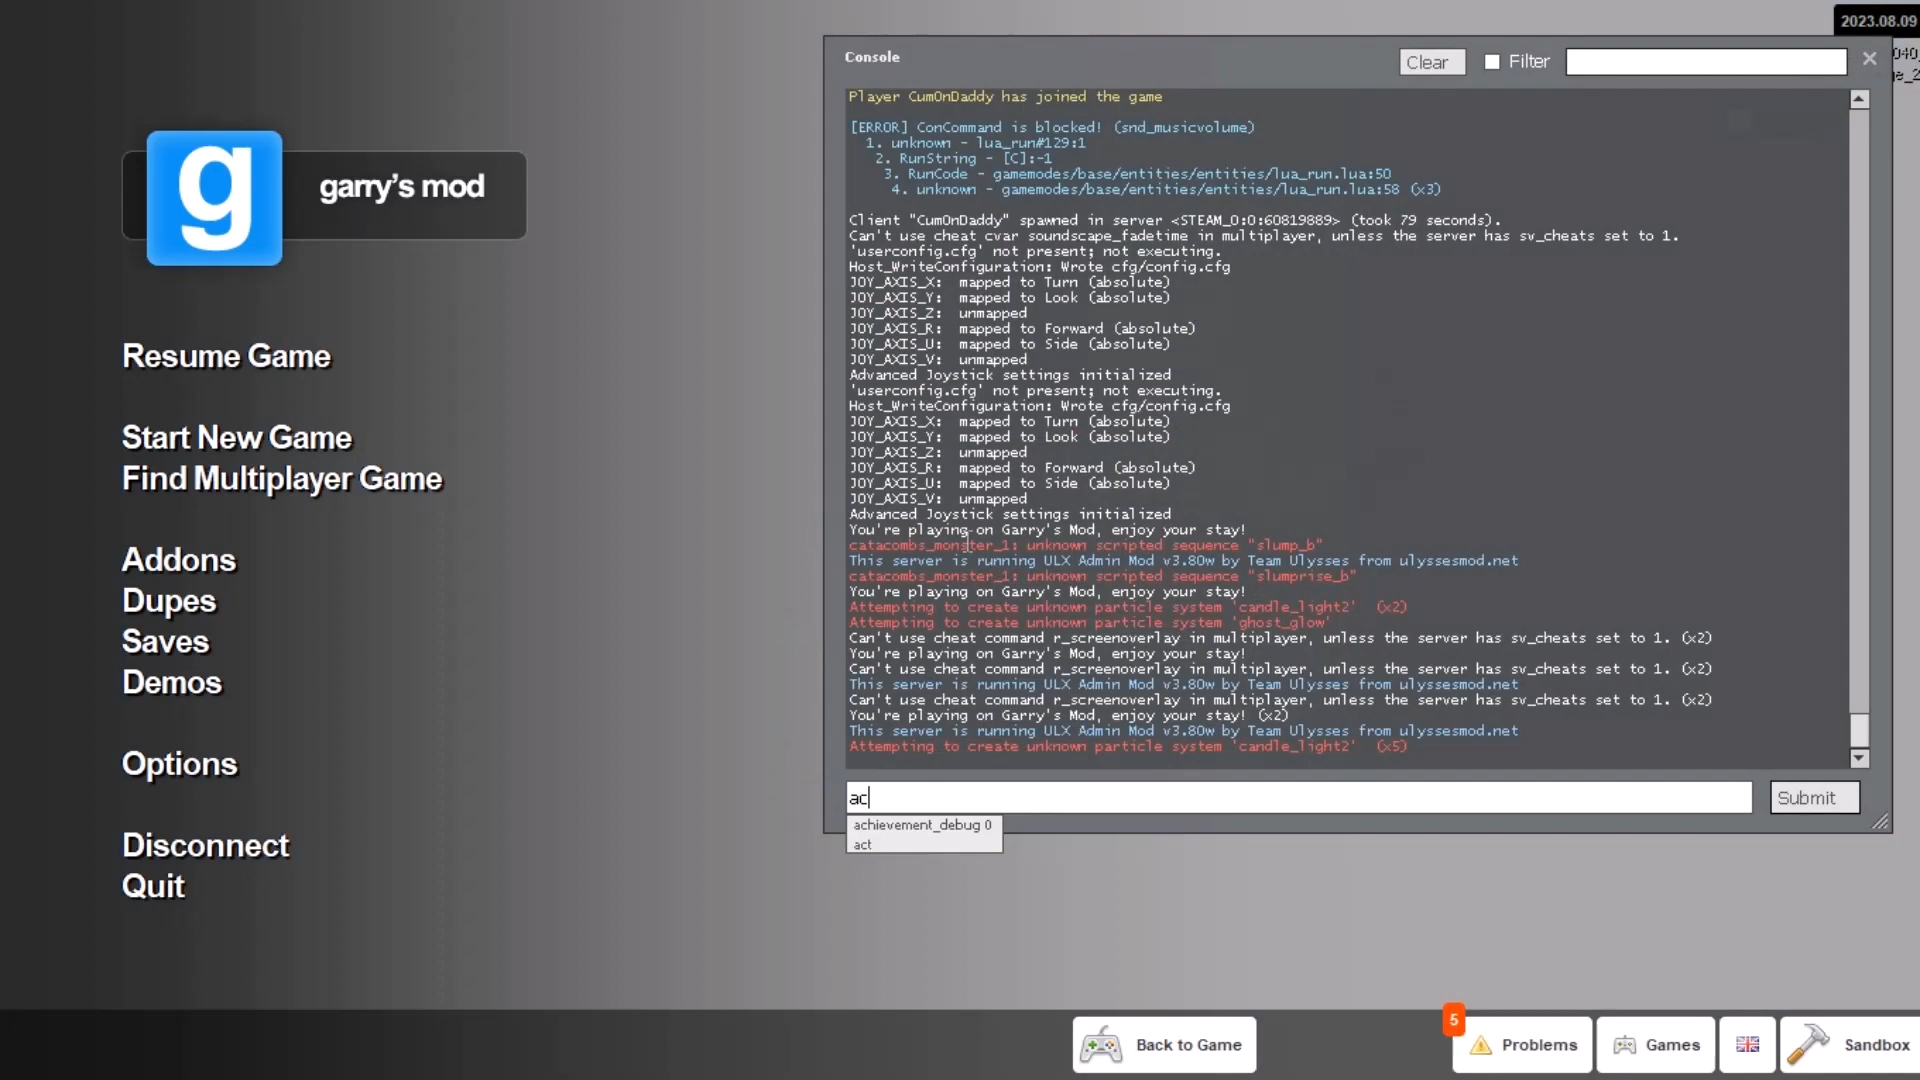 2023.08.09
Console
Clear
Filter
g
garry's mod
Resume Game
Start New Game
Find Multiplayer Game
Addons
Dupes
Saves
Demos
Options
Disconnect
Quit
Player CumOnDaddy has joined the game
[ERROR] ConCommand is blocked! (snd_musicvolume)
1. unknown - lua_run#129:1
2. RunString - [C]:-1
3. RunCode - gamemodes/base/entities/entities/lua_run.lua:50
4. unknown - gamemodes/base/entities/entities/lua_run.lua:58 (x3)
Client "CumOnDaddy" spawned in server <STEAM_0:0:60819889> (took 79 seconds).
Can't use cheat cvar soundscape_fadetime in multiplayer, unless the server has sv_cheats set to 1.
'userconfig.cfg' not present; not executing.
Host_WriteConfiguration: Wrote cfg/config.cfg
JOY_AXIS_X:  mapped to Turn (absolute)
JOY_AXIS_Y:  mapped to Look (absolute)
JOY_AXIS_Z:  unmapped
JOY_AXIS_R:  mapped to Forward (absolute)
JOY_AXIS_U:  mapped to Side (absolute)
JOY_AXIS_V:  unmapped
Advanced Joystick settings initialized
'userconfig.cfg' not present; not executing.
Host_WriteConfiguration: Wrote cfg/config.cfg
JOY_AXIS_X:  mapped to Turn (absolute)
JOY_AXIS_Y:  mapped to Look (absolute)
JOY_AXIS_Z:  unmapped
JOY_AXIS_R:  mapped to Forward (absolute)
JOY_AXIS_U:  mapped to Side (absolute)
JOY_AXIS_V:  unmapped
Advanced Joystick settings initialized
You're playing on Garry's Mod, enjoy your stay!
catacombs_monster_1: unknown scripted sequence "slump_b"
This server is running ULX Admin Mod v3.80w by Team Ulysses from ulyssesmod.net
catacombs_monster_1: unknown scripted sequence "slumprise_b"
You're playing on Garry's Mod, enjoy your stay!
Attempting to create unknown particle system 'candle_light2'  (x2)
Attempting to create unknown particle system 'ghost_glow'
Can't use cheat command r_screenoverlay in multiplayer, unless the server has sv_cheats set to 1. (x2)
You're playing on Garry's Mod, enjoy your stay!
Can't use cheat command r_screenoverlay in multiplayer, unless the server has sv_cheats set to 1. (x2)
This server is running ULX Admin Mod v3.80w by Team Ulysses from ulyssesmod.net
Can't use cheat command r_screenoverlay in multiplayer, unless the server has sv_cheats set to 1. (x2)
You're playing on Garry's Mod, enjoy your stay! (x2)
This server is running ULX Admin Mod v3.80w by Team Ulysses from ulyssesmod.net
Attempting to create unknown particle system 'candle_light2'  (x5)
ac
Submit
achievement_debug 0
act
Back to Game
5
Problems
Games
Sandbox